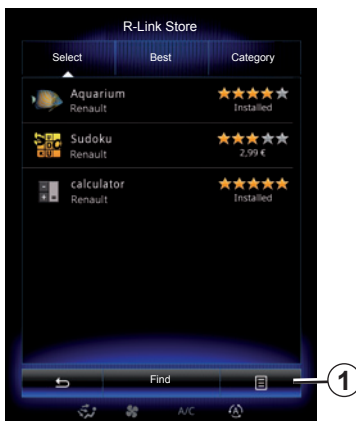 R-Link Store
Select Best Category
Aquarium
Renault
Installed
Sudoku
Renault
2,99 €
calculator
Renault
Installed
Find
1
A/C
A